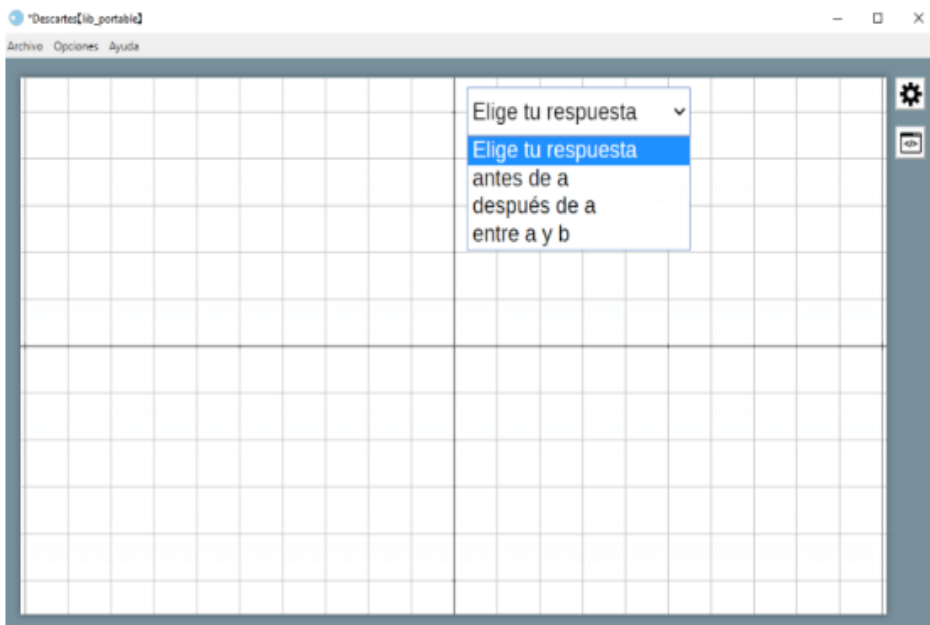 *Descartes【lib_portable】
Archivo Opciones Ayuda
Elige tu respuesta
Elige tu respuesta
antes de a
después de a
entre a y b